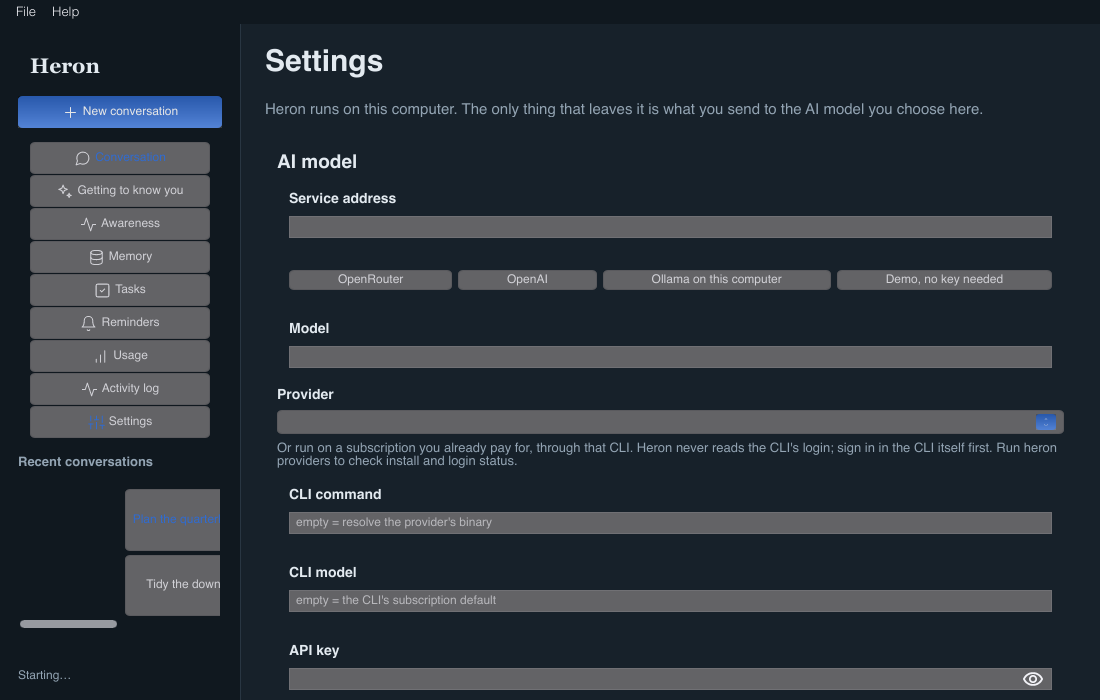 File Help
Heron
New conversation
Conversation
Getting to know you
Awareness
Memory
Tasks
Reminders
Usage
Activity log
Settings
Recent conversations
Tidy the down
Starting...
Settings
Heron runs on this computer. The only thing that leaves it is what you send to the AI model you choose here.
AI model
Service address
OpenRouter OpenAI Ollama on this computer Demo, no key needed
Model
Provider
Or run on a subscription you already pay for, through that CLI. Heron never reads the CLI's login; sign in in the CLI itself first. Run heron
providers to check install and login status.
CLI command
empty = resolve the provider's binary
CLI model
empty = the CLI's subscription default
API key